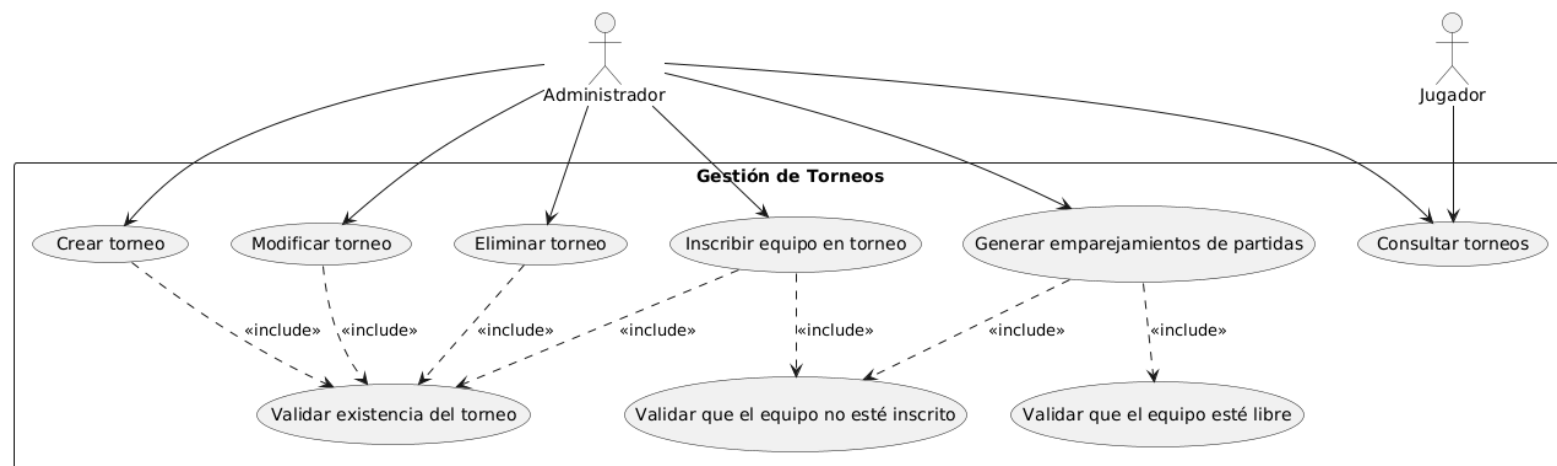 Administrador
Jugador
Gestión de Torneos
Crear torneo
Modificar torneo
Eliminar torneo
Inscribir equipo en torneo
Generar emparejamientos de partidas
Consultar torneos
«include»
«include»
«include»
«include»
«include»
«include»
«include»
Validar existencia del torneo
Validar que el equipo no esté inscrito
Validar que el equipo esté libre